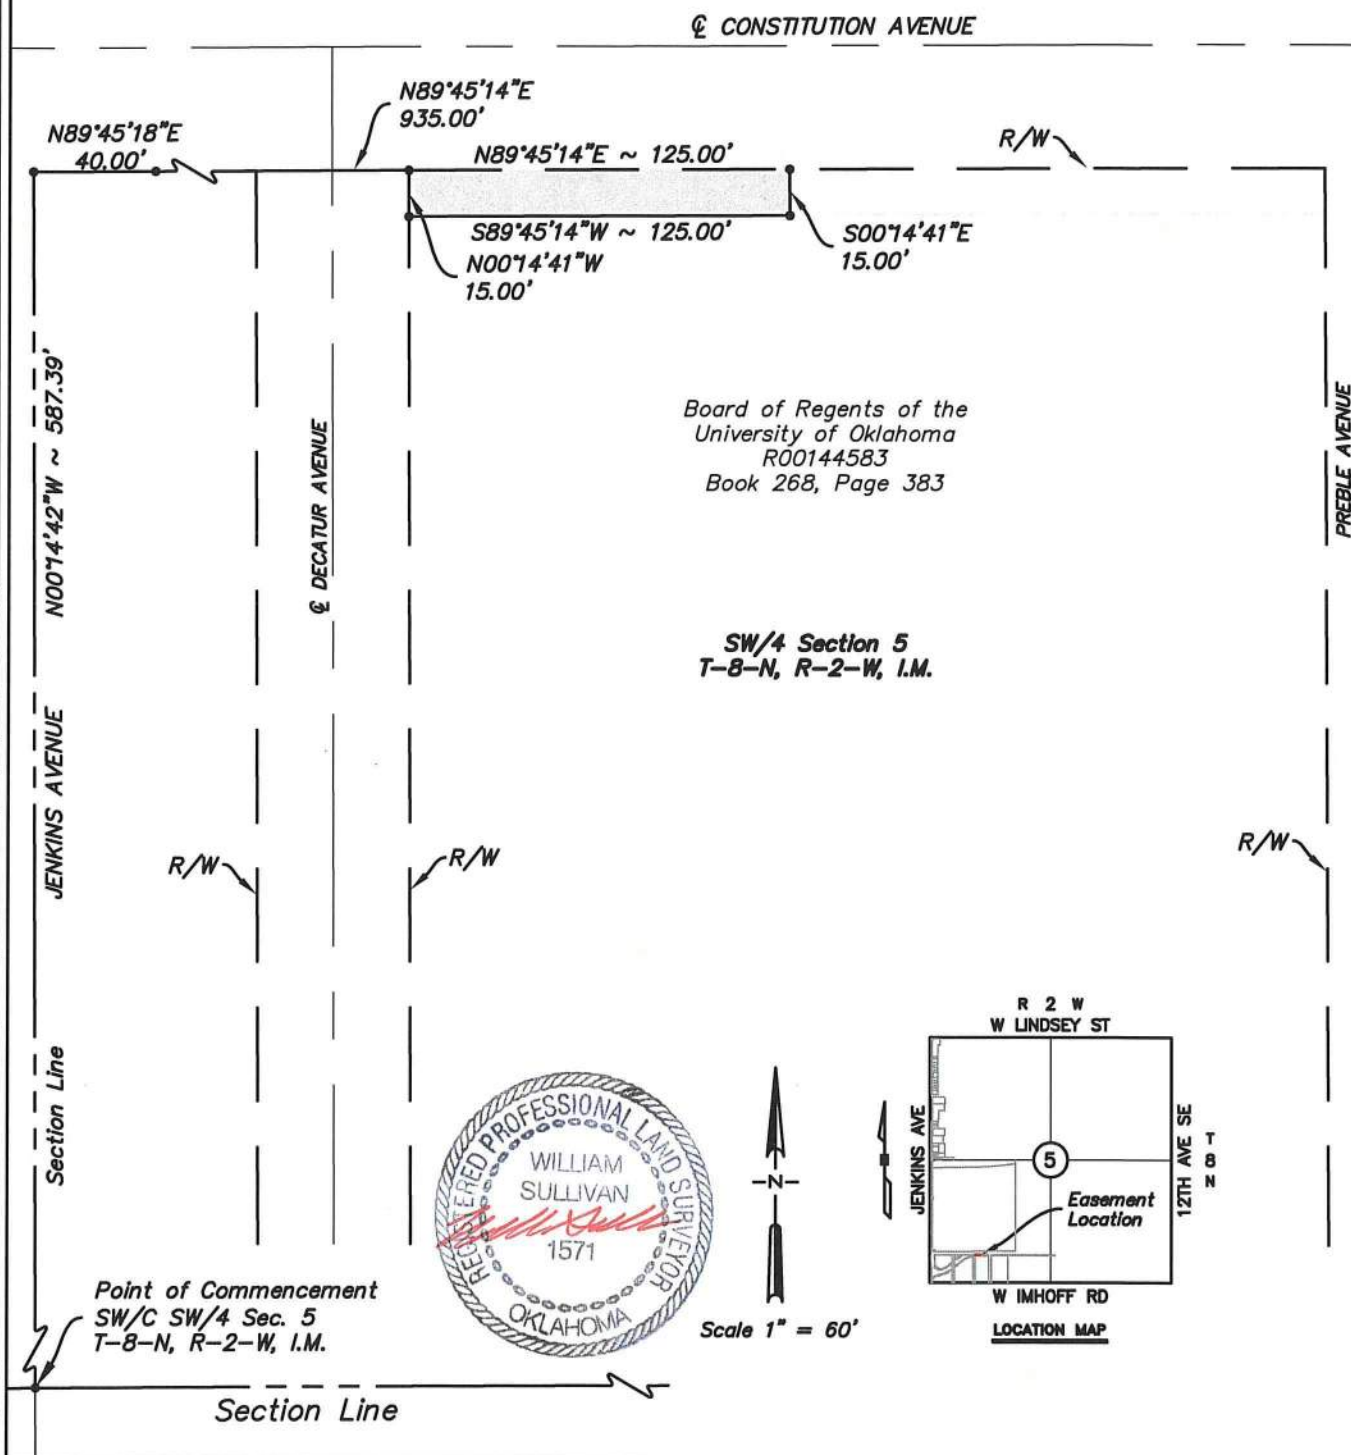 ℄ CONSTITUTION AVENUE
N89°45'14"E
935.00'
N89°45'18"E
40.00'
N89°45'14"E ~ 125.00'
R/W
S89°45'14"W ~ 125.00'
N00°14'41"W
15.00'
S00°14'41"E
15.00'
N00°14'42"W ~ 587.39'
JENKINS AVENUE
Section Line
℄ DECATUR AVENUE
PREBLE AVENUE
Board of Regents of the
University of Oklahoma
R00144583
Book 268, Page 383
SW/4 Section 5
T-8-N, R-2-W, I.M.
R/W
R/W
R/W
REGISTERED PROFESSIONAL LAND SURVEYOR
WILLIAM
SULLIVAN
1571
OKLAHOMA
N
Scale 1" = 60'
R 2 W
W LINDSEY ST
JENKINS AVE
5
12TH AVE SE
T
8
N
Easement
Location
W IMHOFF RD
LOCATION MAP
Point of Commencement
SW/C SW/4 Sec. 5
T-8-N, R-2-W, I.M.
Section Line